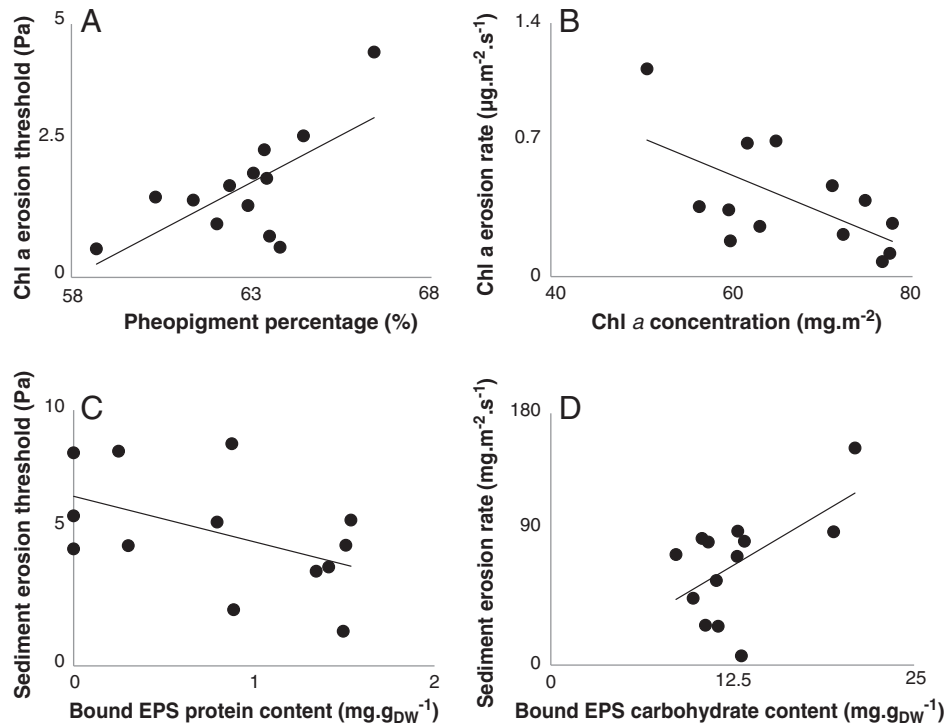 A
Chl a erosion threshold (Pa)
5
2.5
0
58
63
68
Pheopigment percentage (%)
B
Chl a erosion rate (µg.m⁻².s⁻¹)
1.4
0.7
0
40
60
80
Chl a concentration (mg.m⁻²)
C
Sediment erosion threshold (Pa)
10
5
0
0
1
2
Bound EPS protein content (mg.g_DW⁻¹)
D
Sediment erosion rate (mg.m⁻².s⁻¹)
180
90
0
0
12.5
25
Bound EPS carbohydrate content (mg.g_DW⁻¹)